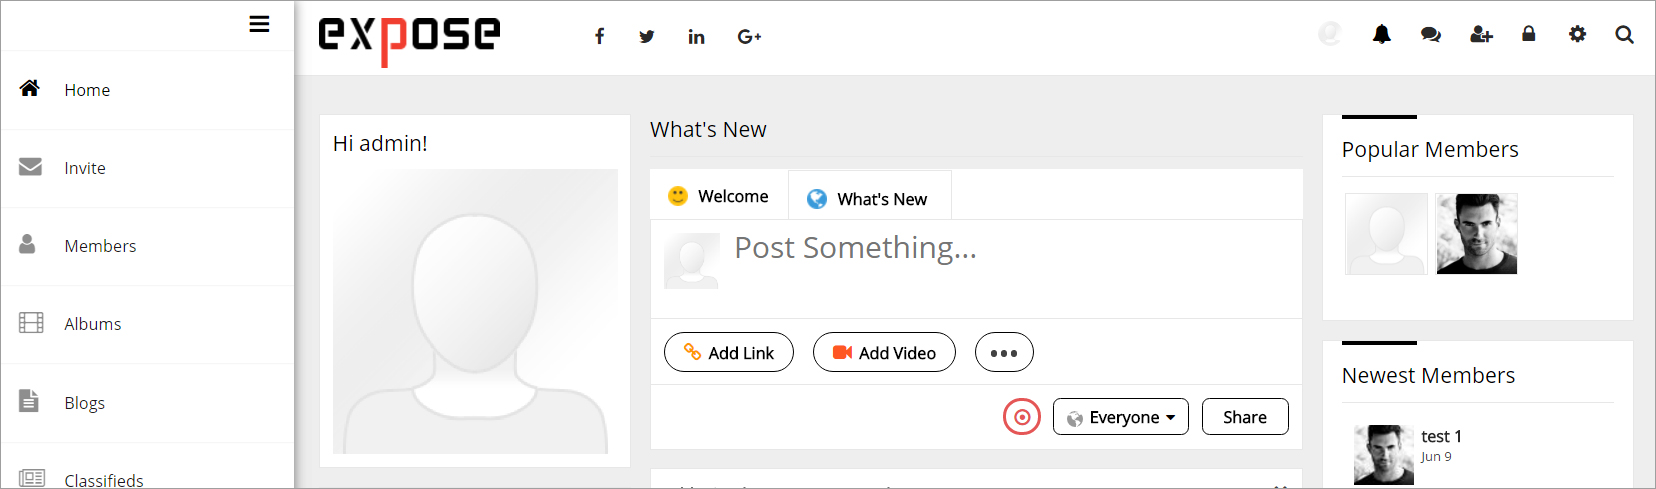 expose
Home
Invite
Members
Albums
Blogs
Classifieds
Hi admin!
What's New
Welcome
What's New
Post Something...
Add Link
Add Video
Everyone
Share
Popular Members
Newest Members
test 1
Jun 9